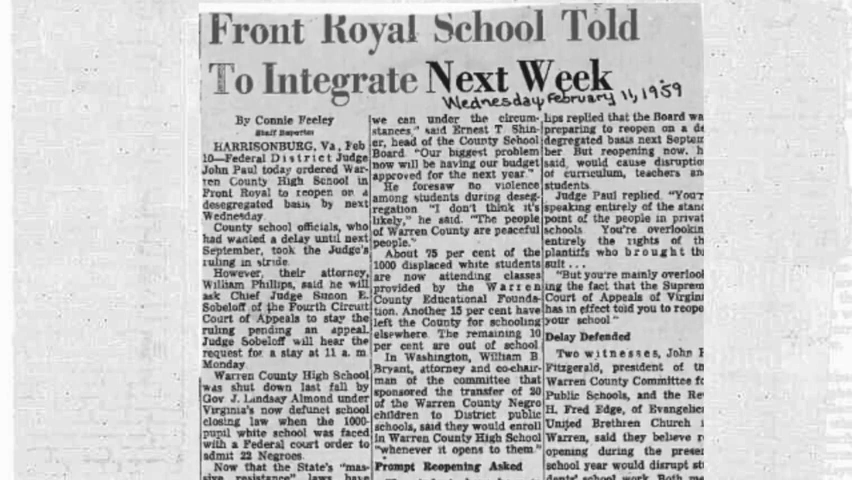 Front Royal School Told
To Integrate Next Week
Wednesday February 11, 1959
By Connie Feeley
Staff Reporter
HARRISONBURG, Va, Feb
10—Federal District Judge
John Paul today ordered War-
ren County High School in
Front Royal to reopen on a
desegregated basis by next
Wednesday.
County school officials, who
had wanted a delay until next
September, took the Judge's
ruling in stride.
However, their attorney,
William Phillips, said he will
ask Chief Judge Simon E.
Sobeloff of the Fourth Circuit
Court of Appeals to stay the
ruling pending an appeal.
Judge Sobeloff will hear the
request for a stay at 11 a. m.
Monday.
Warren County High School
was shut down last fall by
Gov J. Lindsay Almond under
Virginia's now defunct school
closing law when the 1000-
pupil white school was faced
with a Federal court order to
admit 22 Negroes.
Now that the State's "mas-
sive resistance" laws have
we can under the circum-
stances," said Ernest T Shin-
er, head of the County School
Board "Our biggest problem
now will be having our budget
approved for the next year."
He foresaw no violence
among students during deseg-
regation "I don't think it's
likely," he said. "The people
of Warren County are peaceful
people."
About 75 per cent of the
1000 displaced white students
are now attending classes
provided by the Warren
County Educational Founda-
tion. Another 15 per cent have
left the County for schooling
elsewhere. The remaining 10
per cent are out of school
In Washington, William B
Bryant, attorney and co-chair-
man of the committee that
sponsored the transfer of 20
of the Warren County Negro
children to District public
schools, said they would enroll
in Warren County High School
"whenever it opens to them."
Prompt Reopening Asked
lips replied that the Board wa
preparing to reopen on a de
degregated basis next Septem
ber. But reopening now, h
said, would cause disruptio
of curriculum, teachers an
students
Judge Paul replied. "You'r
speaking entirely of the stand
point of the people in privat
schools. You're overlookin
entirely the rights of th
plaintiffs who brought th
suit . . .
"But you're mainly overlook
ing the fact that the Suprem
Court of Appeals of Virgini
has in effect told you to reope
your school"
Delay Defended
Two witnesses, John F
Fitzgerald, president of th
Warren County Committee fo
Public Schools, and the Re
H. Fred Edge, of Evangelic
United Brethren Church i
Warren, said they believe r
opening during the presen
school year would disrupt st
dents' school work. Both me